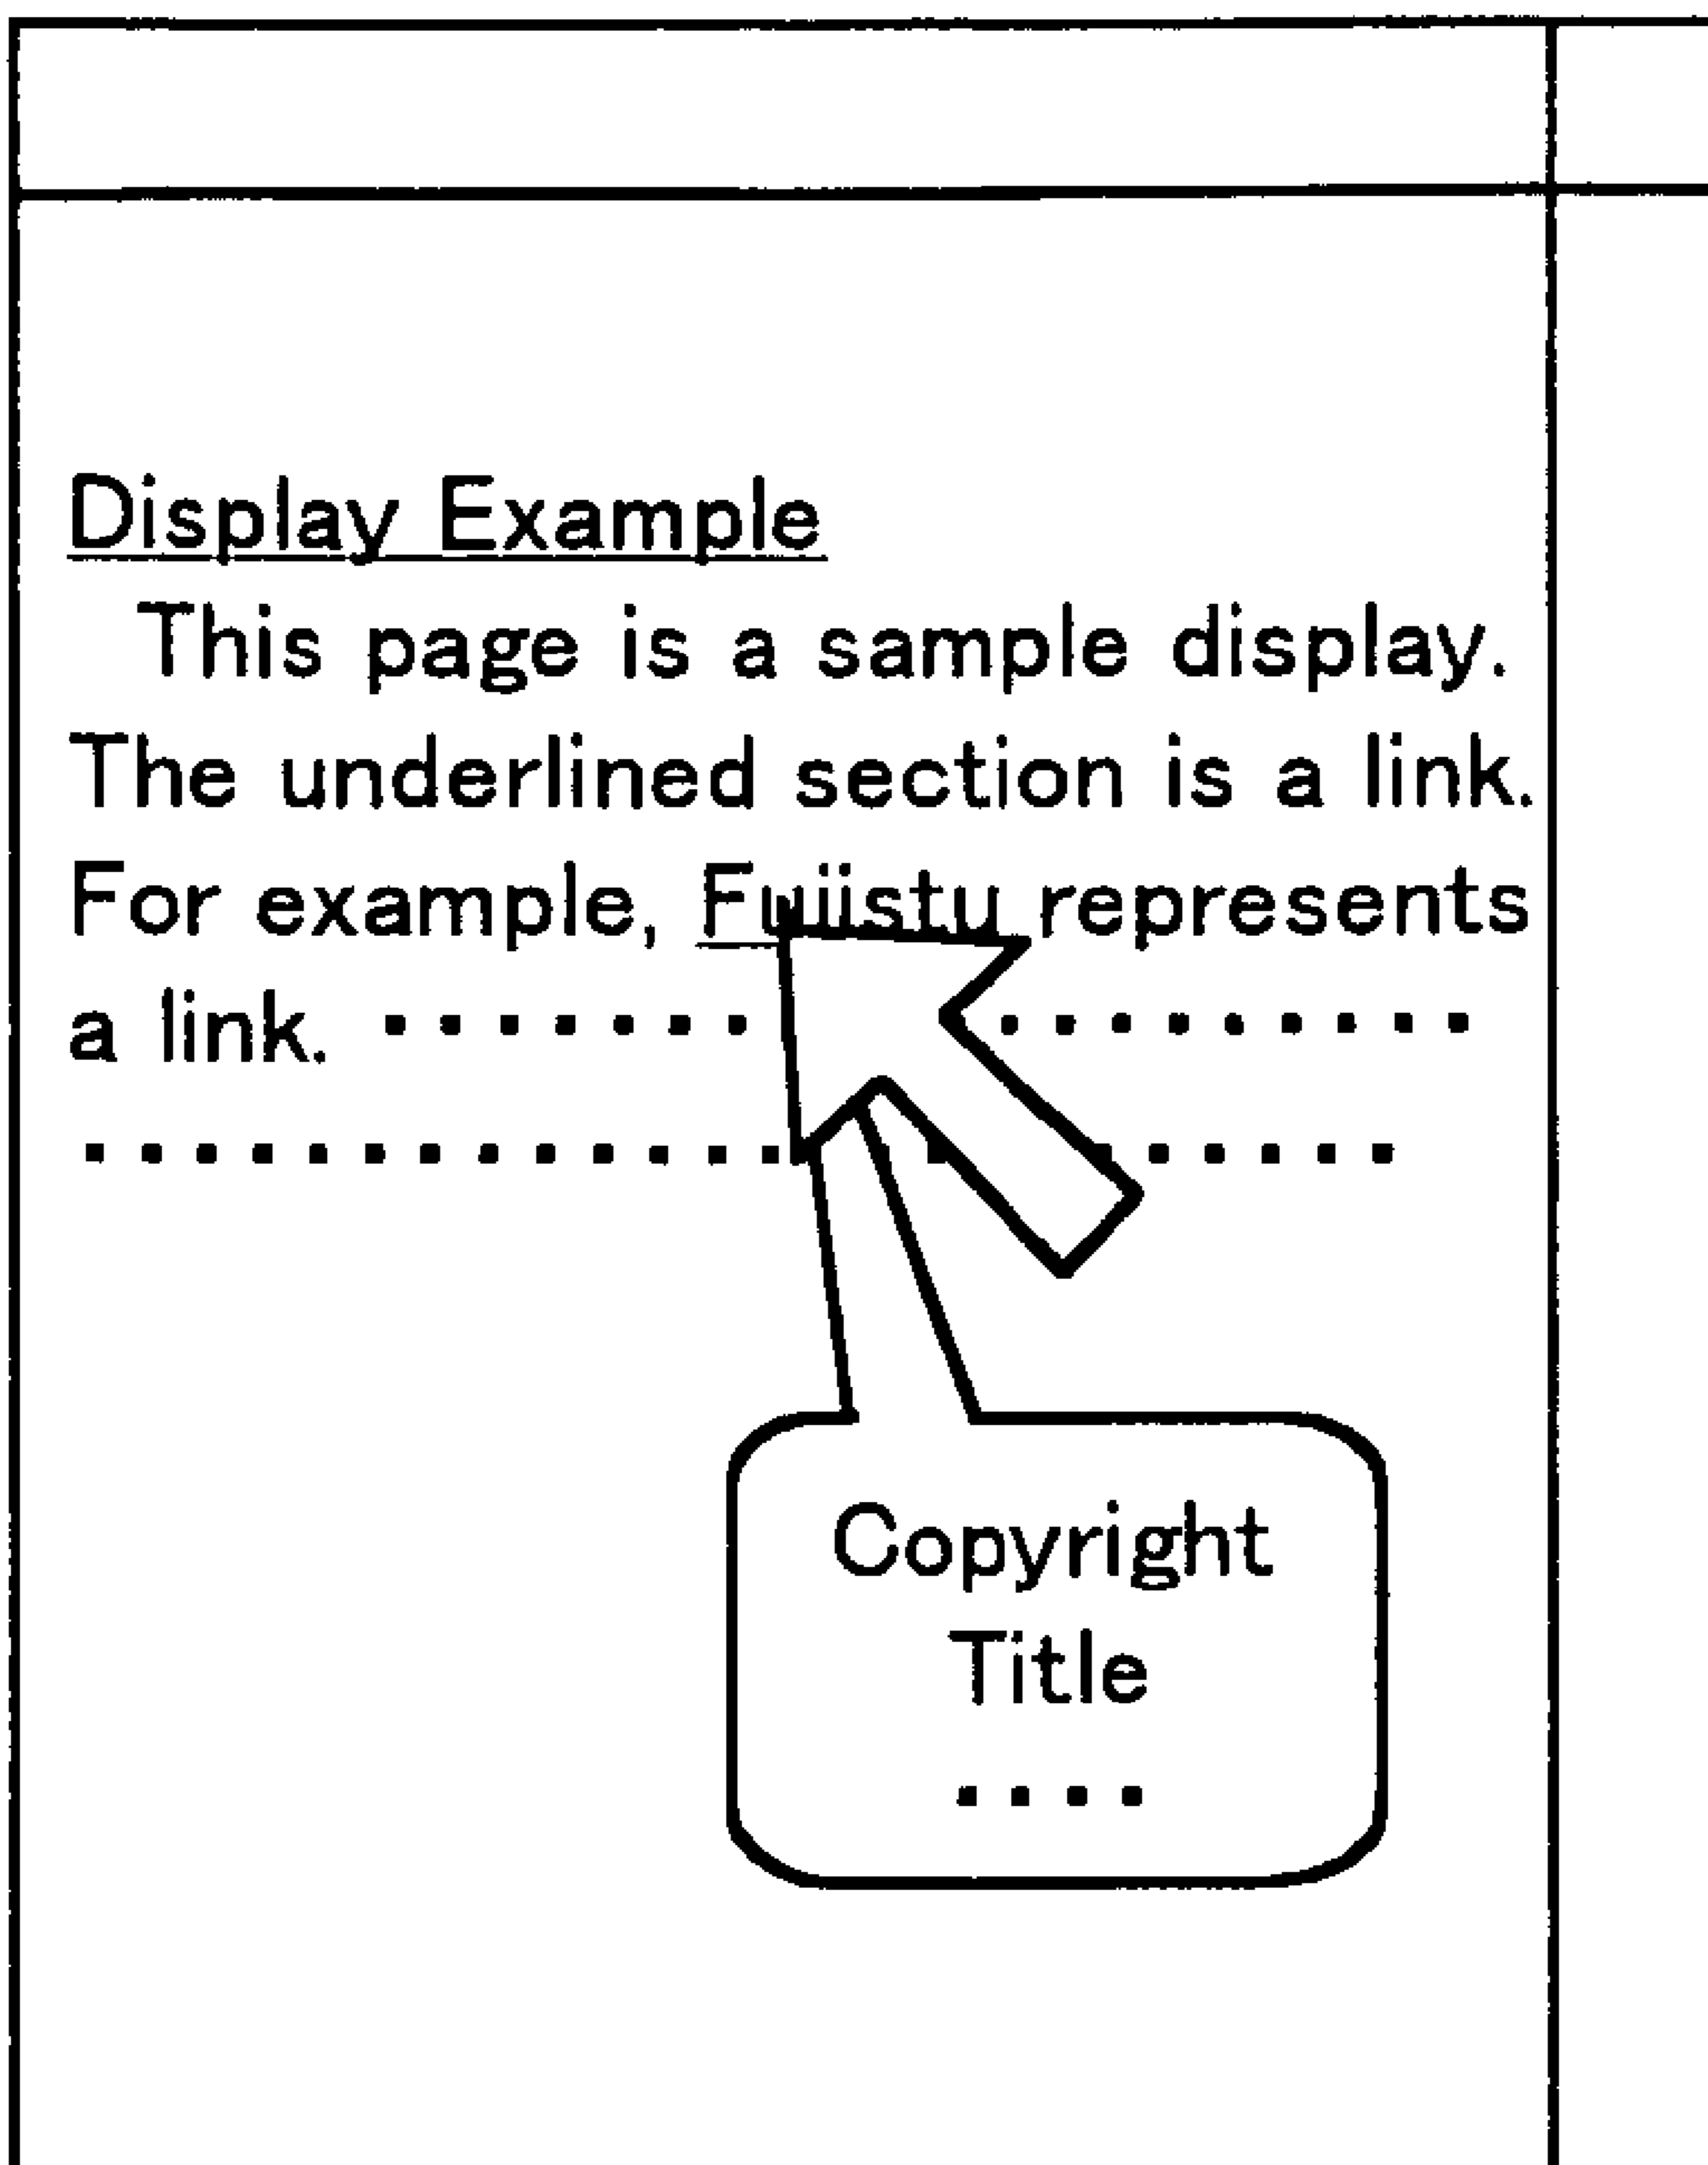 Display Example
This page is a sample display.
The underlined section is a link.
For example, Fujistu represents
a link. ・・・・・・・ ・・・・・・・・・
・・・・・・・・・・・・・・・・・・・・・・
Copyright
Title
・・・・